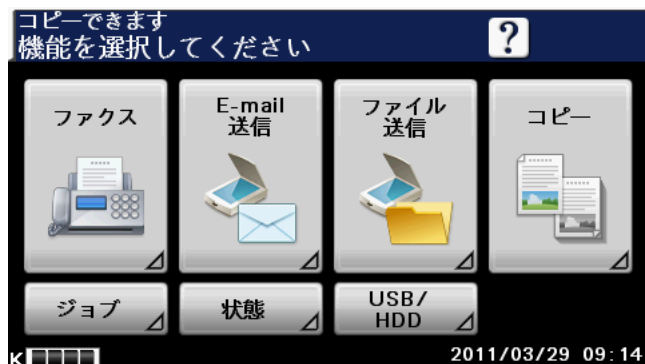 コピーできます
機能を選択してください
?
ファクス
E-mail
送信
ファイル
送信
コピー
ジョブ
状態
USB/
HDD
K
2011/03/29 09:14